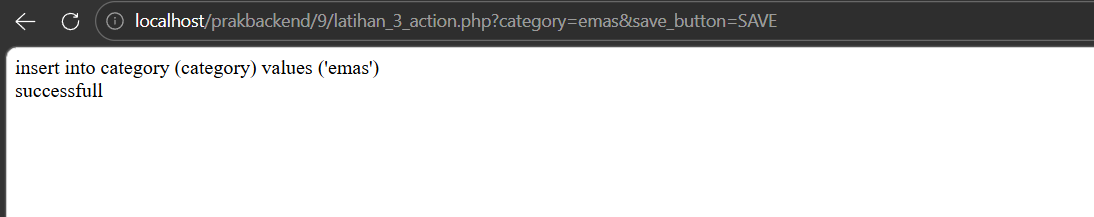 localhost/prakbackend/9/latihan_3_action.php?category=emas&save_button=SAVE
insert into category (category) values ('emas')
successfull